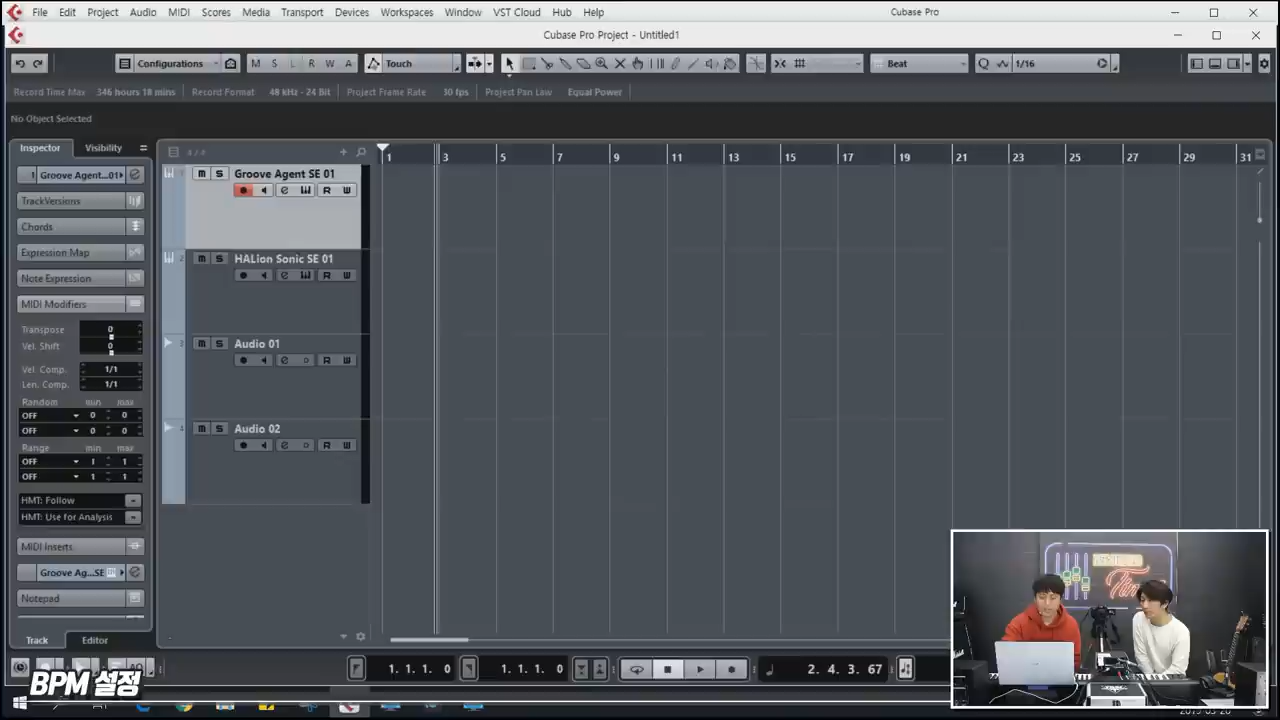 File Edit Project Audio MIDI Scores Media Transport Devices Workspaces Window VST Cloud Hub Help Cubase Pro
Cubase Pro Project - Untitled1
Configurations M S L R W A Touch Beat Q 1/16
Record Time Max 346 hours 18 mins Record Format 48 kHz - 24 Bit Project Frame Rate 30 fps Project Pan Law Equal Power
No Object Selected
Inspector Visibility
4 / 4
1 3 5 7 9 11 13 15 17 19 21 23 25 27 29 31
1 Groove Agent...01
TrackVersions
Chords
Expression Map
Note Expression
MIDI Modifiers
Transpose 0
Vel. Shift 0
Vel. Comp. 1/1
Len. Comp. 1/1
Random min max
OFF 0 0
OFF 0 0
Range min max
OFF 1 1
OFF 1 1
HMT: Follow
HMT: Use for Analysis
MIDI Inserts
Groove Ag...SE
Notepad
Track Editor
1 m S Groove Agent SE 01
R W
2 m S HALion Sonic SE 01
R W
3 m S Audio 01
R W
4 m S Audio 02
R W
1. 1. 1. 0 1. 1. 1. 0 2. 4. 3. 67
BPM 설정
Time